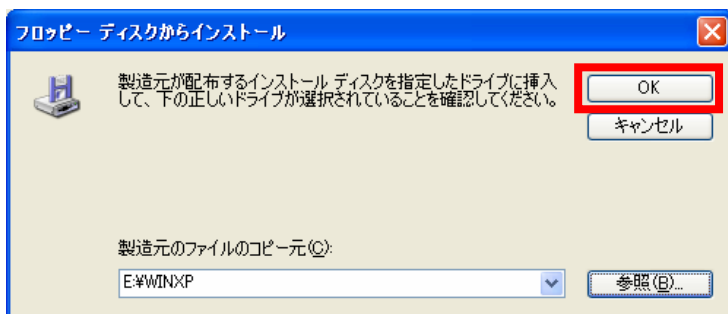 フロッピー ディスクからインストール
製造元が配布するインストール ディスクを指定したドライブに挿入
して、下の正しいドライブが選択されていることを確認してください。
OK
キャンセル
製造元のファイルのコピー元(C):
E:¥WINXP
参照(B)...